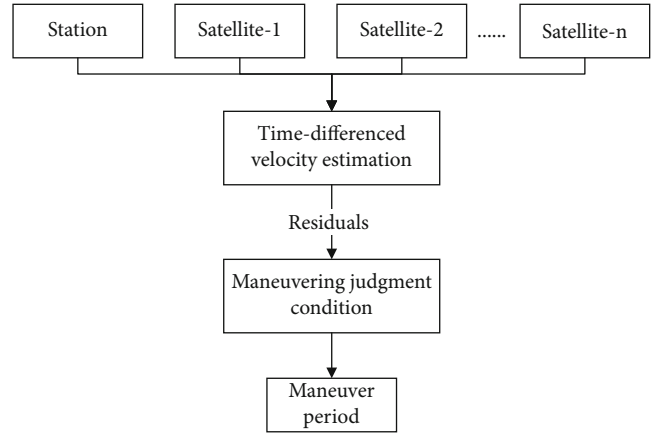 Station
Satellite-1
Satellite-2
......
Satellite-n
Time-differenced
velocity estimation
Residuals
Maneuvering judgment
condition
Maneuver
period